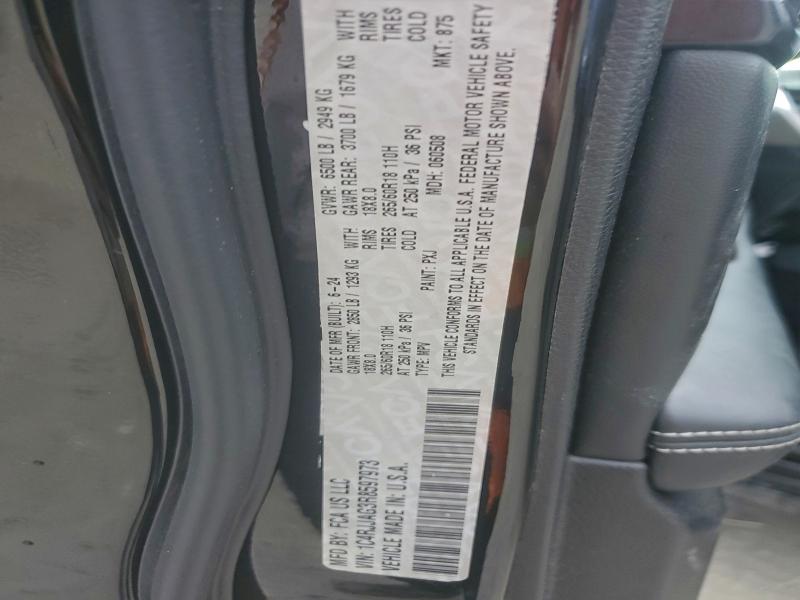 MFD BY: FCA US LLC
DATE OF MFR (BUILT): 6-24
GVWR: 6500 LB / 2949 KG
GAWR FRONT: 2850 LB / 1293 KG WITH
GAWR REAR: 3700 LB / 1679 KG WITH
18X8.0 RIMS
18X8.0 RIMS
265/60R18 110H TIRES
265/60R18 110H TIRES
AT 250 kPa / 36 PSI COLD
AT 250 kPa / 36 PSI COLD
VIN: 1C4RJJAG3R8597973
TYPE: MPV
PAINT: PXJ
MDH: 060508
MKT: 875
VEHICLE MADE IN: U.S.A.
THIS VEHICLE CONFORMS TO ALL APPLICABLE U.S.A. FEDERAL MOTOR VEHICLE SAFETY
STANDARDS IN EFFECT ON THE DATE OF MANUFACTURE SHOWN ABOVE.